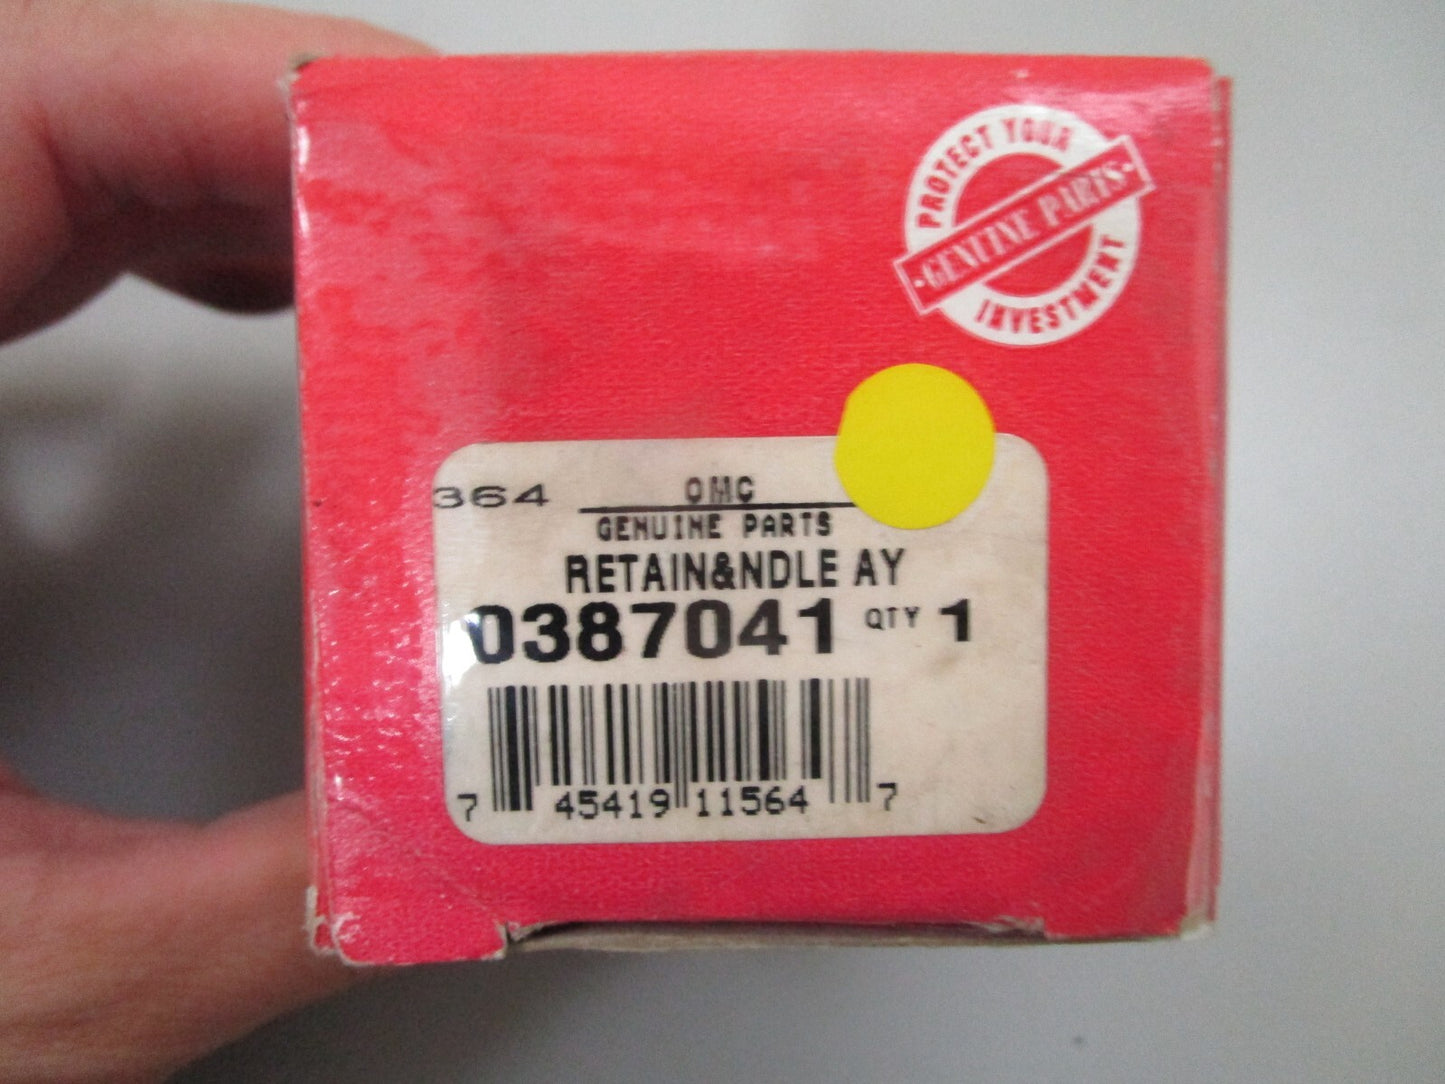 PROTECT YOUR
·GENUINE PARTS·
INVESTMENT
364 OMC
GENUINE PARTS
RETAIN&NDLE AY
0387041 QTY 1
7 45419 11564 7